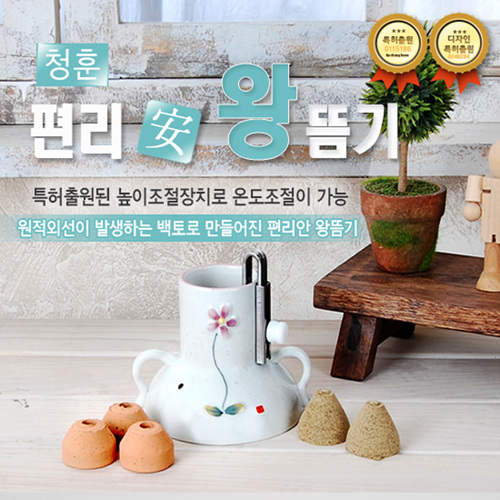 청훈
편리 安 왕 뜸기
특허출원된 높이조절장치로 온도조절이 가능
원적외선이 발생하는 백토로 만들어진 편리안 왕뜸기
특허출원
0115186
디자인
특허출원